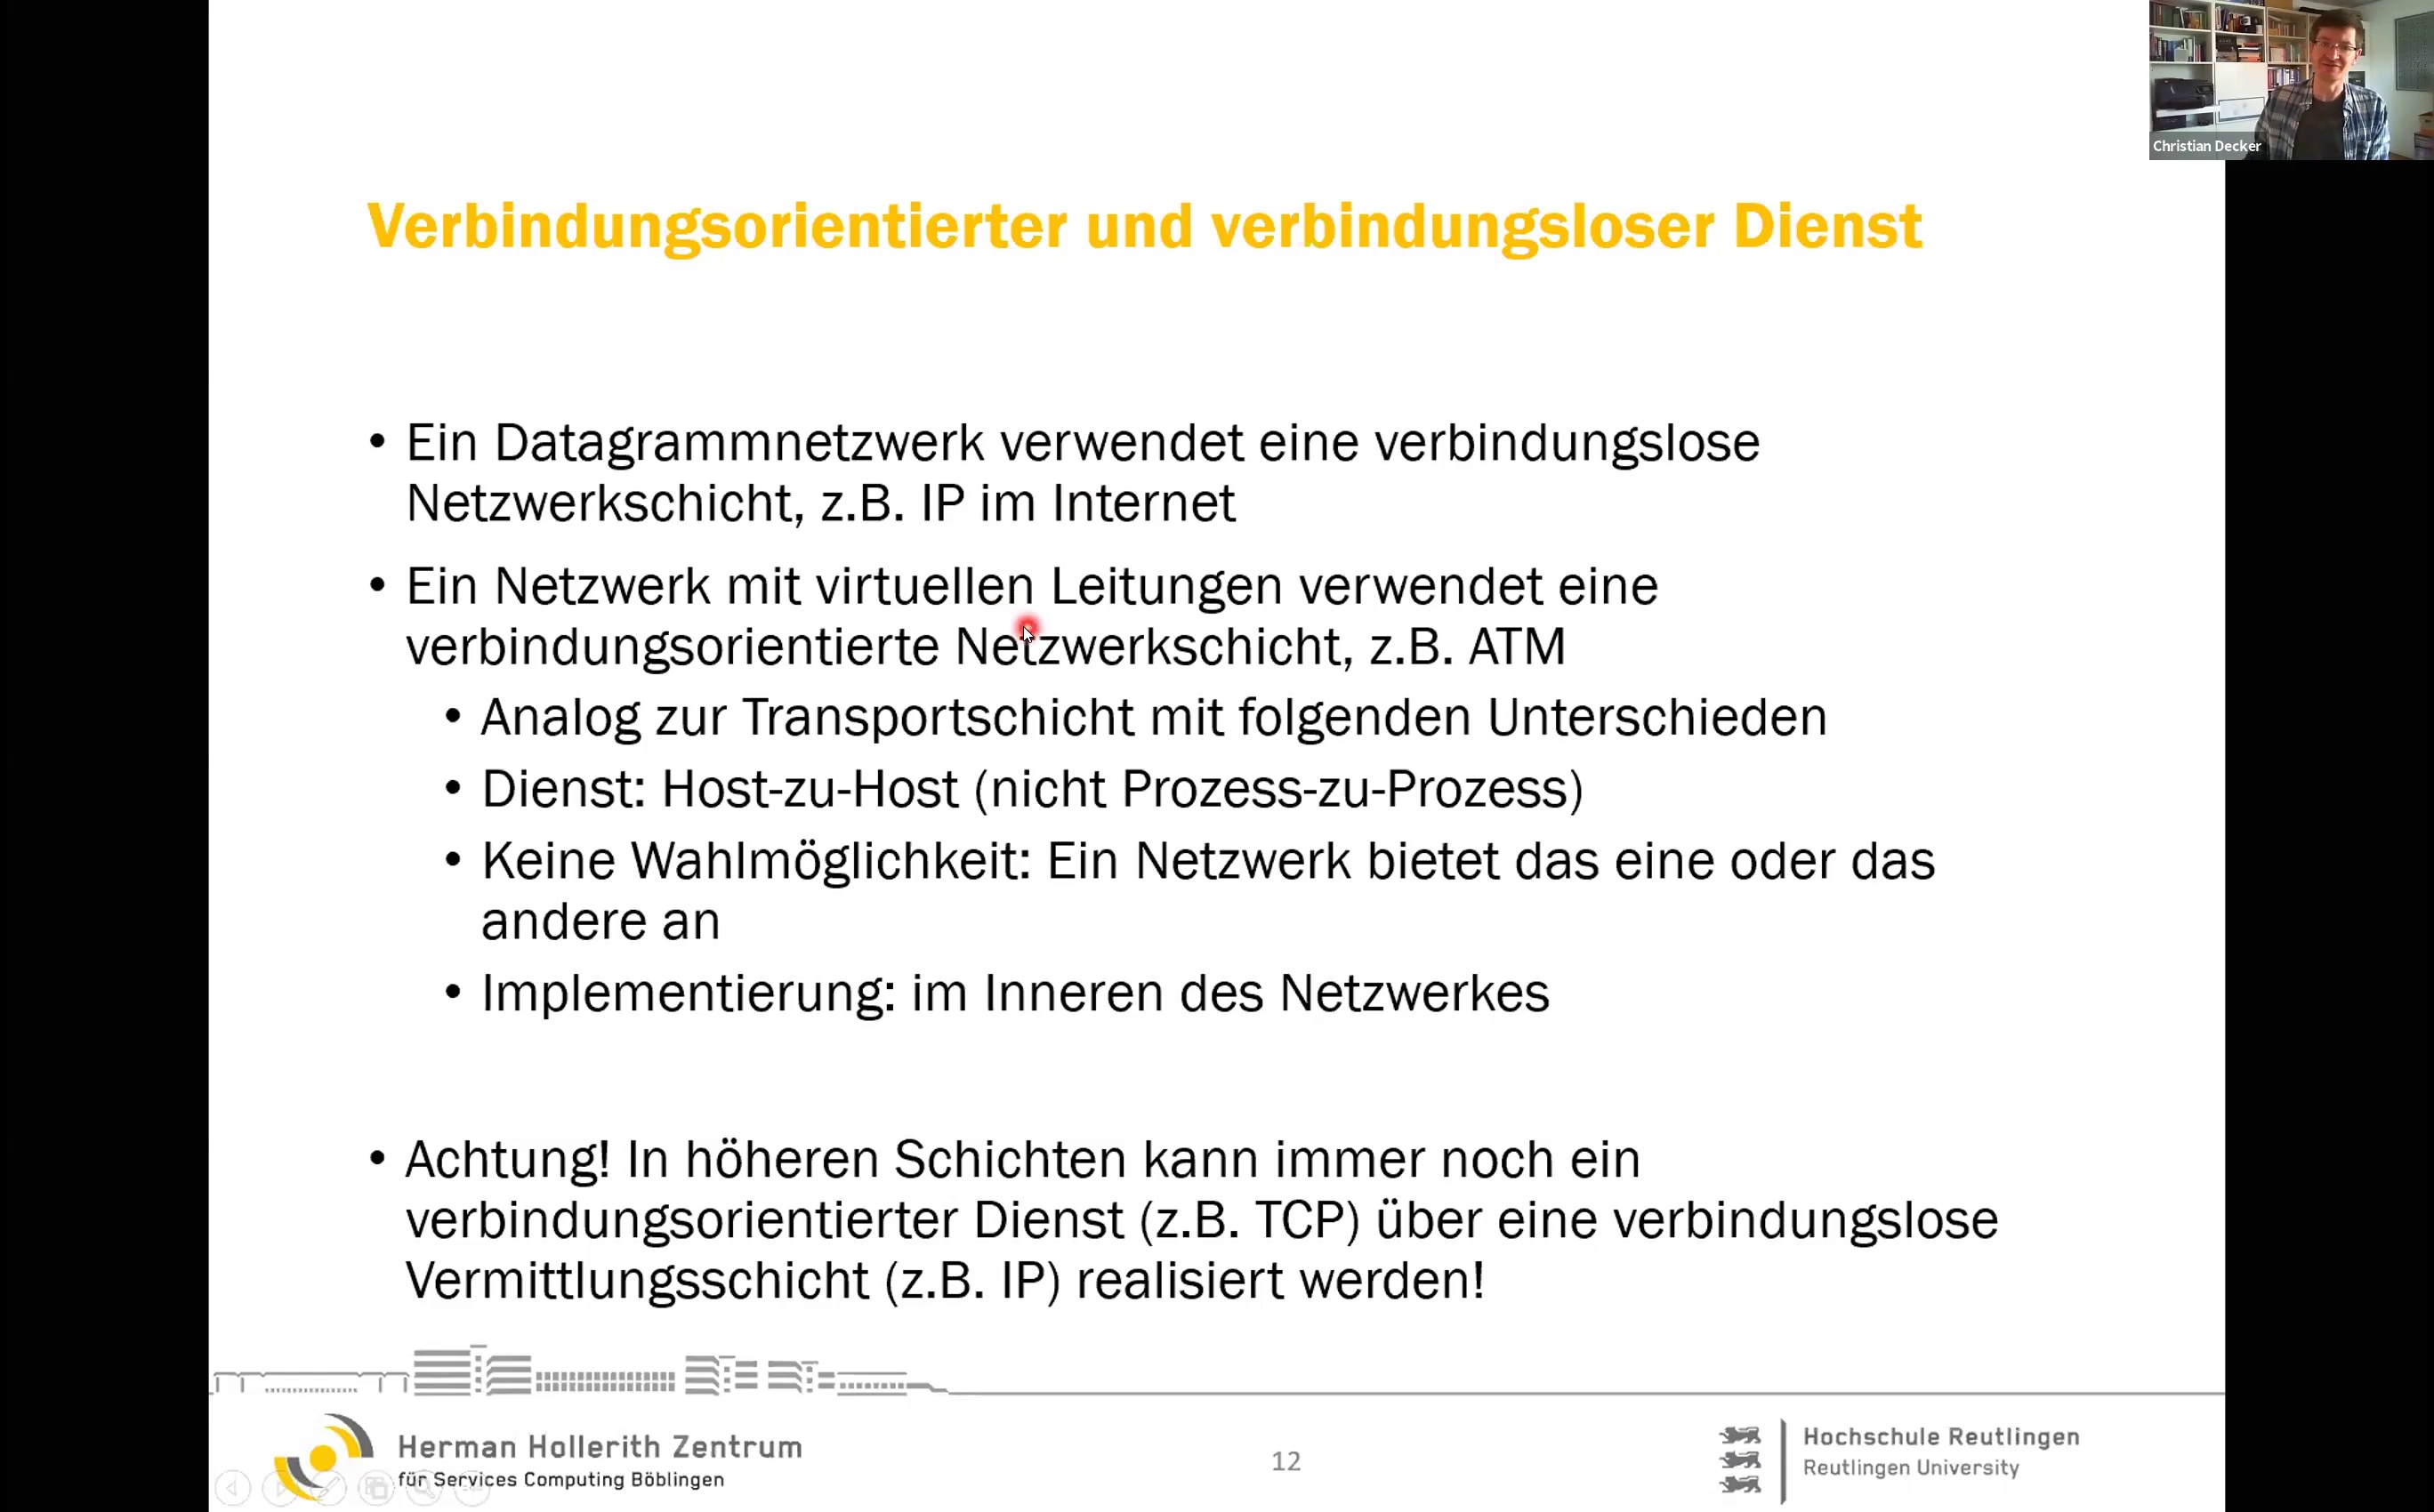 Christian Decker
Verbindungsorientierter und verbindungsloser Dienst
• Ein Datagrammnetzwerk verwendet eine verbindungslose
Netzwerkschicht, z.B. IP im Internet
• Ein Netzwerk mit virtuellen Leitungen verwendet eine
verbindungsorientierte Netzwerkschicht, z.B. ATM
• Analog zur Transportschicht mit folgenden Unterschieden
• Dienst: Host-zu-Host (nicht Prozess-zu-Prozess)
• Keine Wahlmöglichkeit: Ein Netzwerk bietet das eine oder das
andere an
• Implementierung: im Inneren des Netzwerkes
• Achtung! In höheren Schichten kann immer noch ein
verbindungsorientierter Dienst (z.B. TCP) über eine verbindungslose
Vermittlungsschicht (z.B. IP) realisiert werden!
Herman Hollerith Zentrum
für Services Computing Böblingen
12
Hochschule Reutlingen
Reutlingen University